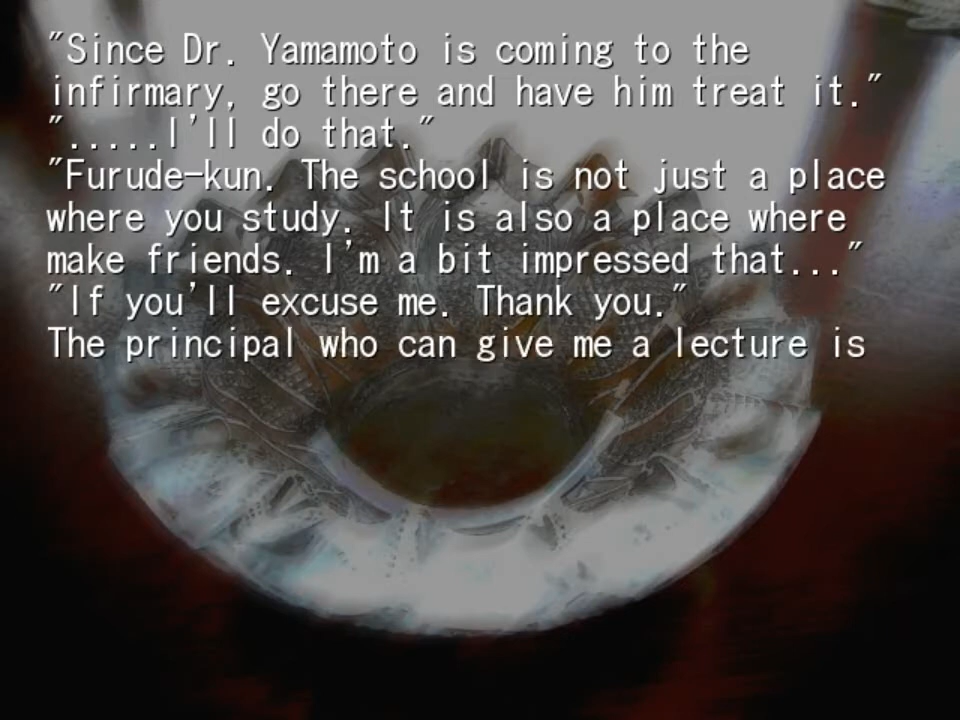 "Since Dr. Yamamoto is coming to the
infirmary, go there and have him treat it."
".....I'll do that."
"Furude-kun. The school is not just a place
where you study. It is also a place where
make friends. I'm a bit impressed that..."
"If you'll excuse me. Thank you."
The principal who can give me a lecture is